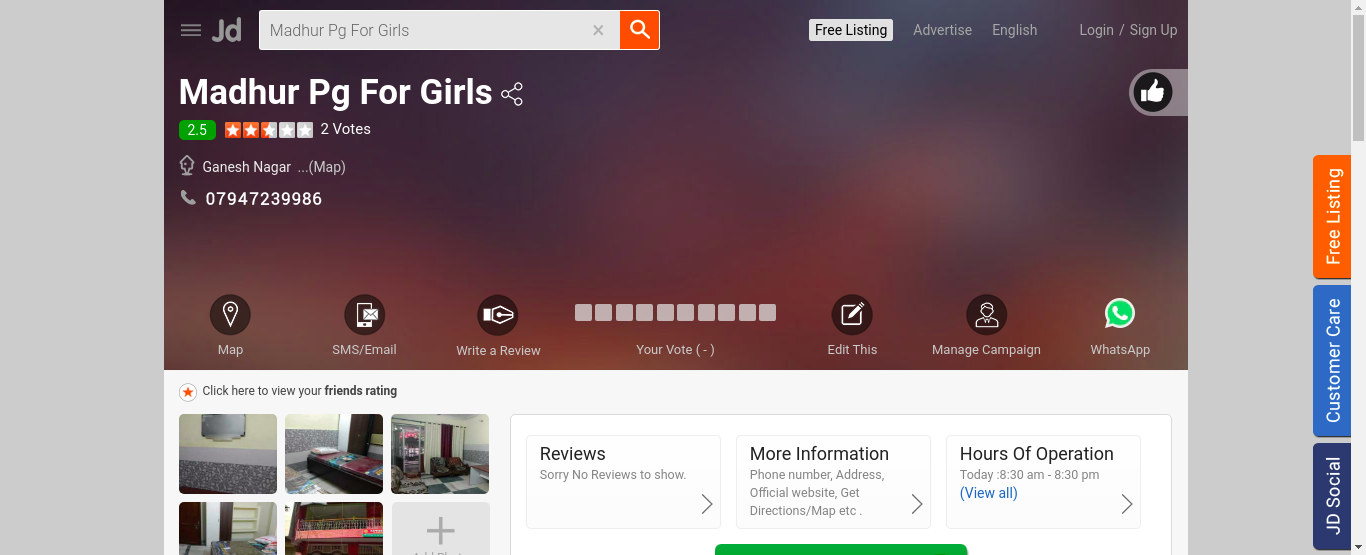 Jd
Madhur Pg For Girls
Free Listing
Advertise
English
Login / Sign Up
Madhur Pg For Girls
2.5
2 Votes
Ganesh Nagar ...(Map)
07947239986
Map
SMS/Email
Write a Review
Your Vote ( - )
Edit This
Manage Campaign
WhatsApp
Click here to view your friends rating
Reviews
Sorry No Reviews to show.
More Information
Phone number, Address,
Official website, Get
Directions/Map etc .
Hours Of Operation
Today :8:30 am - 8:30 pm
(View all)
Free Listing
Customer Care
JD Social